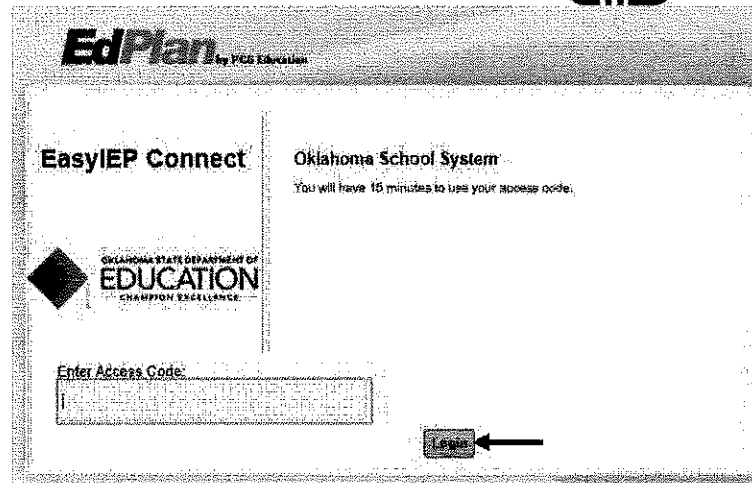 EdPlan by PCG Education
EasyIEP Connect
Oklahoma School System
You will have 15 minutes to use your access code.
OKLAHOMA STATE DEPARTMENT OF
EDUCATION
CHAMPION EXCELLENCE
Enter Access Code:
Login